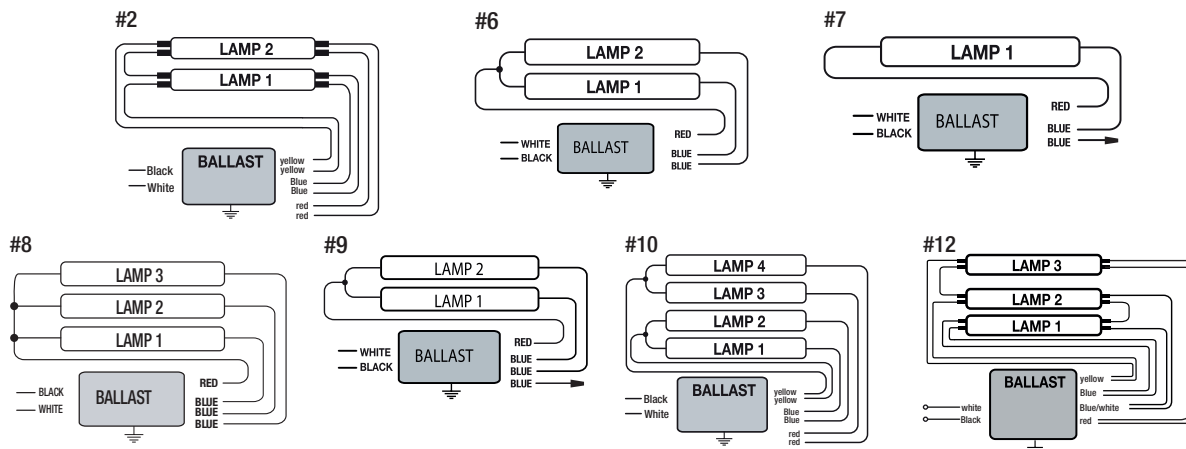 #2
LAMP 2
LAMP 1
BALLAST
Black
White
yellow
yellow
Blue
Blue
red
red
#6
LAMP 2
LAMP 1
WHITE
BLACK
BALLAST
RED
BLUE
BLUE
#7
LAMP 1
WHITE
BLACK
BALLAST
RED
BLUE
BLUE
#8
LAMP 3
LAMP 2
LAMP 1
BLACK
WHITE
BALLAST
RED
BLUE
BLUE
BLUE
#9
LAMP 2
LAMP 1
WHITE
BLACK
BALLAST
RED
BLUE
BLUE
BLUE
#10
LAMP 4
LAMP 3
LAMP 2
LAMP 1
Black
White
BALLAST
yellow
yellow
Blue
Blue
red
red
#12
LAMP 3
LAMP 2
LAMP 1
white
Black
BALLAST
yellow
Blue
Blue/white
red